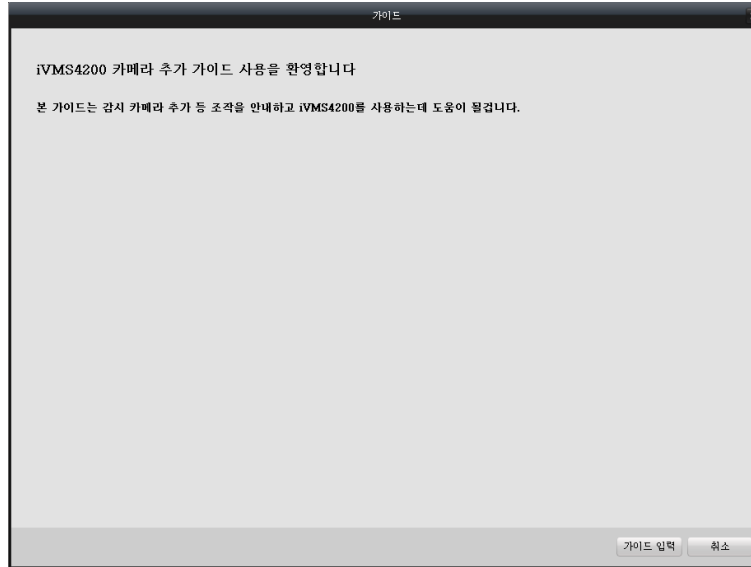 가이드
iVMS4200 카메라 추가 가이드 사용을 환영합니다
본 가이드는 감시 카메라 추가 등 조작을 안내하고 iVMS4200를 사용하는데 도움이 될겁니다.
가이드 입력 취소